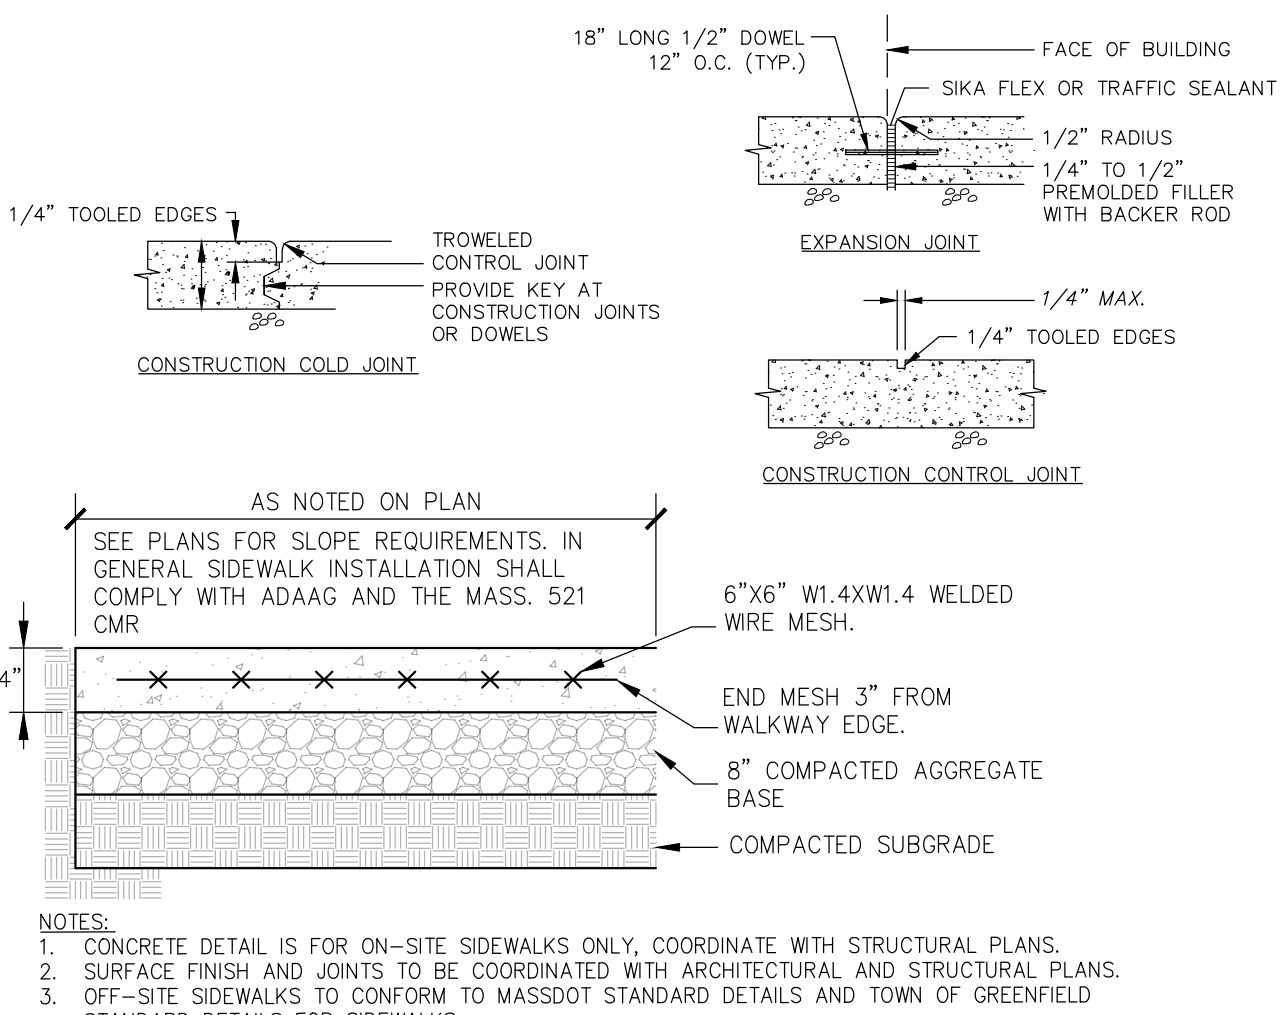 18" LONG 1/2" DOWEL
12" O.C. (TYP.)
FACE OF BUILDING
SIKA FLEX OR TRAFFIC SEALANT
1/2" RADIUS
1/4" TO 1/2"
PREMOLDED FILLER
WITH BACKER ROD
EXPANSION JOINT
1/4" TOOLED EDGES
TROWELED
CONTROL JOINT
PROVIDE KEY AT
CONSTRUCTION JOINTS
OR DOWELS
CONSTRUCTION COLD JOINT
1/4" MAX.
1/4" TOOLED EDGES
CONSTRUCTION CONTROL JOINT
AS NOTED ON PLAN
SEE PLANS FOR SLOPE REQUIREMENTS. IN
GENERAL SIDEWALK INSTALLATION SHALL
COMPLY WITH ADAAG AND THE MASS. 521
CMR
6"X6" W1.4XW1.4 WELDED
WIRE MESH.
4"
END MESH 3" FROM
WALKWAY EDGE.
8" COMPACTED AGGREGATE
BASE
COMPACTED SUBGRADE
NOTES:
1. CONCRETE DETAIL IS FOR ON-SITE SIDEWALKS ONLY, COORDINATE WITH STRUCTURAL PLANS.
2. SURFACE FINISH AND JOINTS TO BE COORDINATED WITH ARCHITECTURAL AND STRUCTURAL PLANS.
3. OFF-SITE SIDEWALKS TO CONFORM TO MASSDOT STANDARD DETAILS AND TOWN OF GREENFIELD
STANDARD DETAILS FOR SIDEWALKS